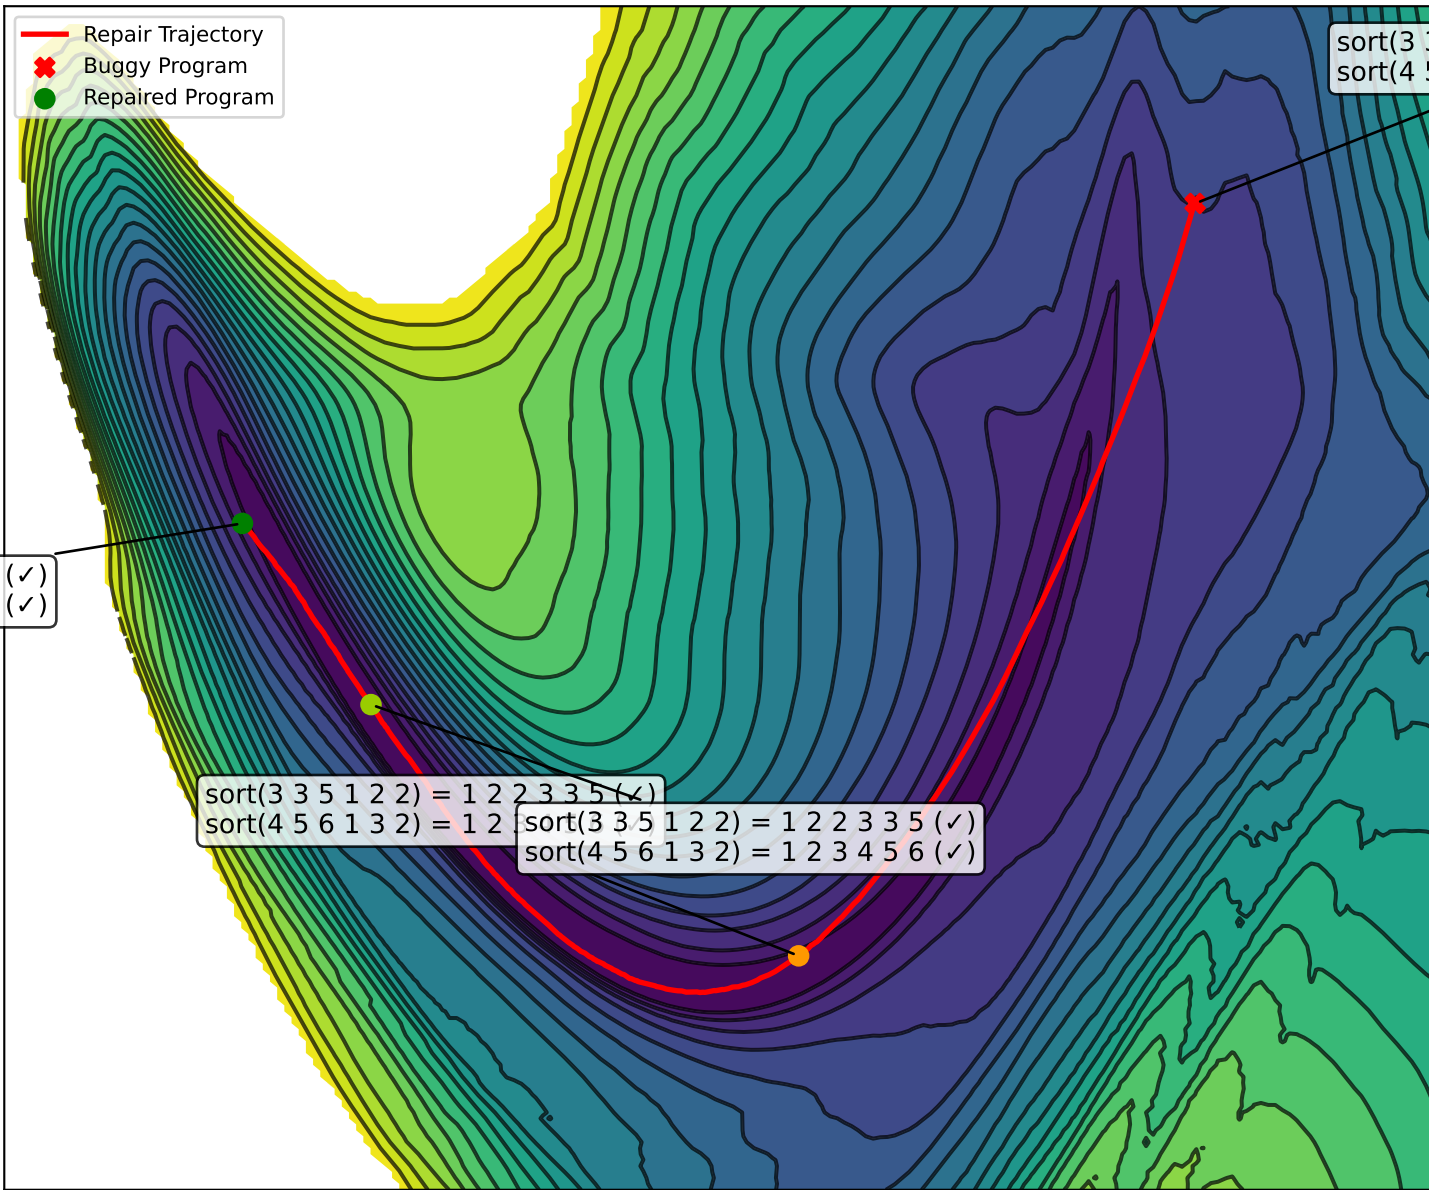 Repair Trajectory
Buggy Program
Repaired Program
sort(3 3
sort(4 5
(✓)
(✓)
sort(3 3 5 1 2 2) = 1 2 2 3 3 5 (✓)
sort(4 5 6 1 3 2) = 1 2 3
sort(3 3 5 1 2 2) = 1 2 2 3 3 5 (✓)
sort(4 5 6 1 3 2) = 1 2 3 4 5 6 (✓)